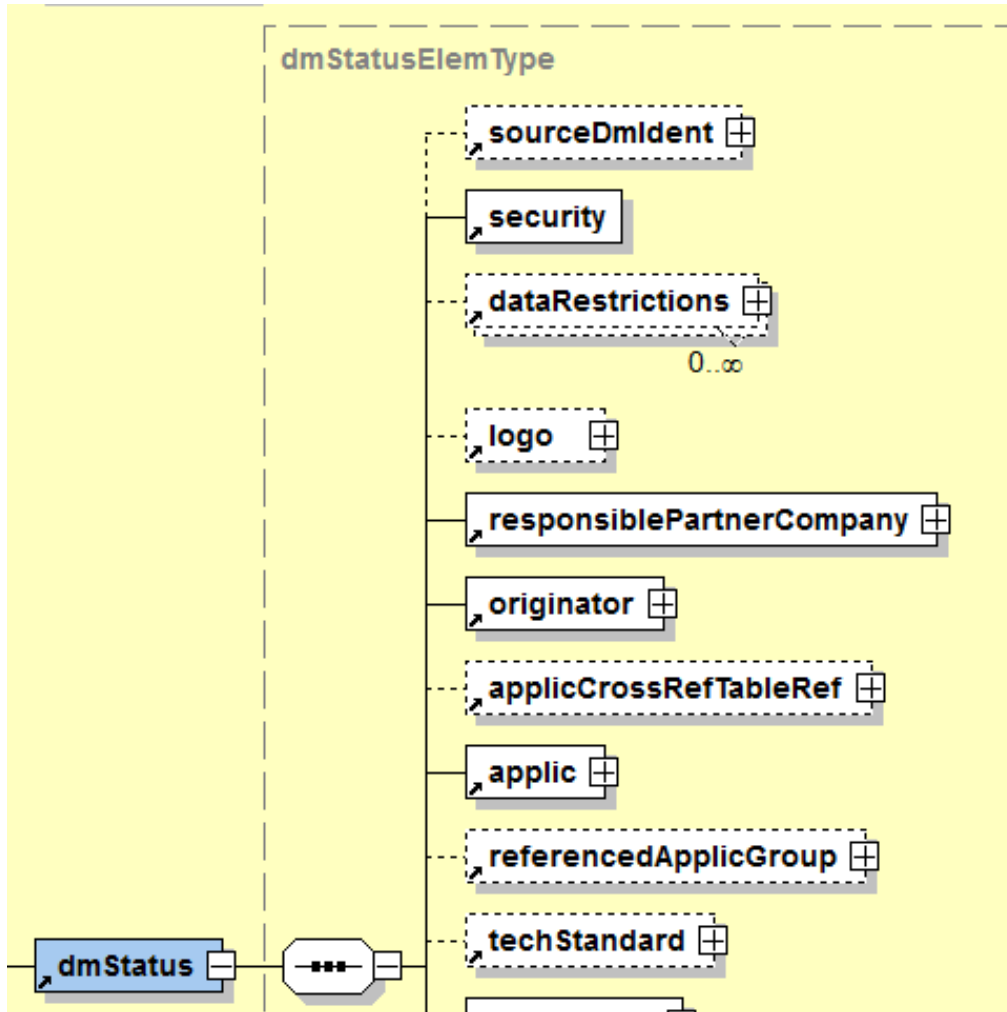 dmStatusElemType
sourceDmIdent
security
dataRestrictions
0..∞
logo
responsiblePartnerCompany
originator
applicCrossRefTableRef
applic
referencedApplicGroup
techStandard
dmStatus